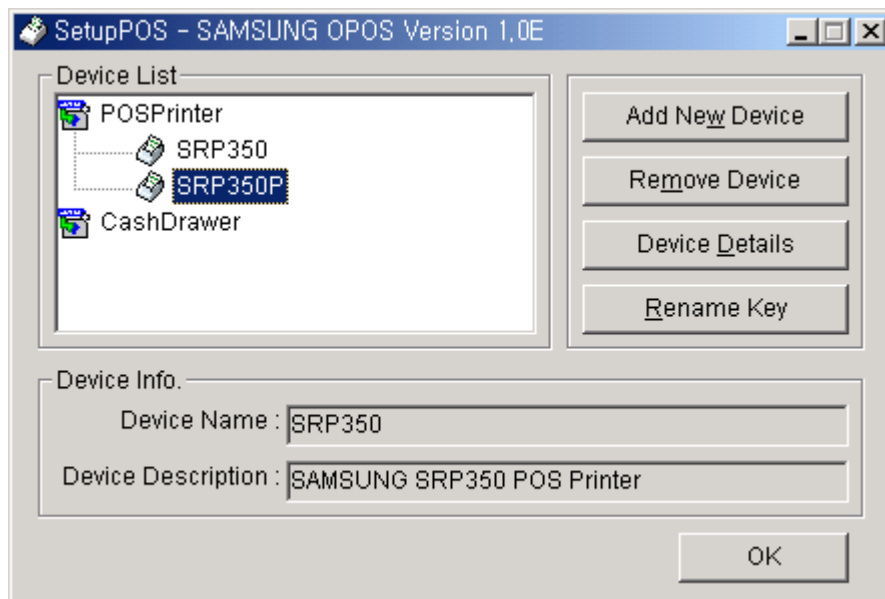 SetupPOS - SAMSUNG OPOS Version 1,0E
Device List
POSPrinter
SRP350
SRP350P
CashDrawer
Add New Device
Remove Device
Device Details
Rename Key
Device Info.
Device Name : SRP350
Device Description : SAMSUNG SRP350 POS Printer
OK